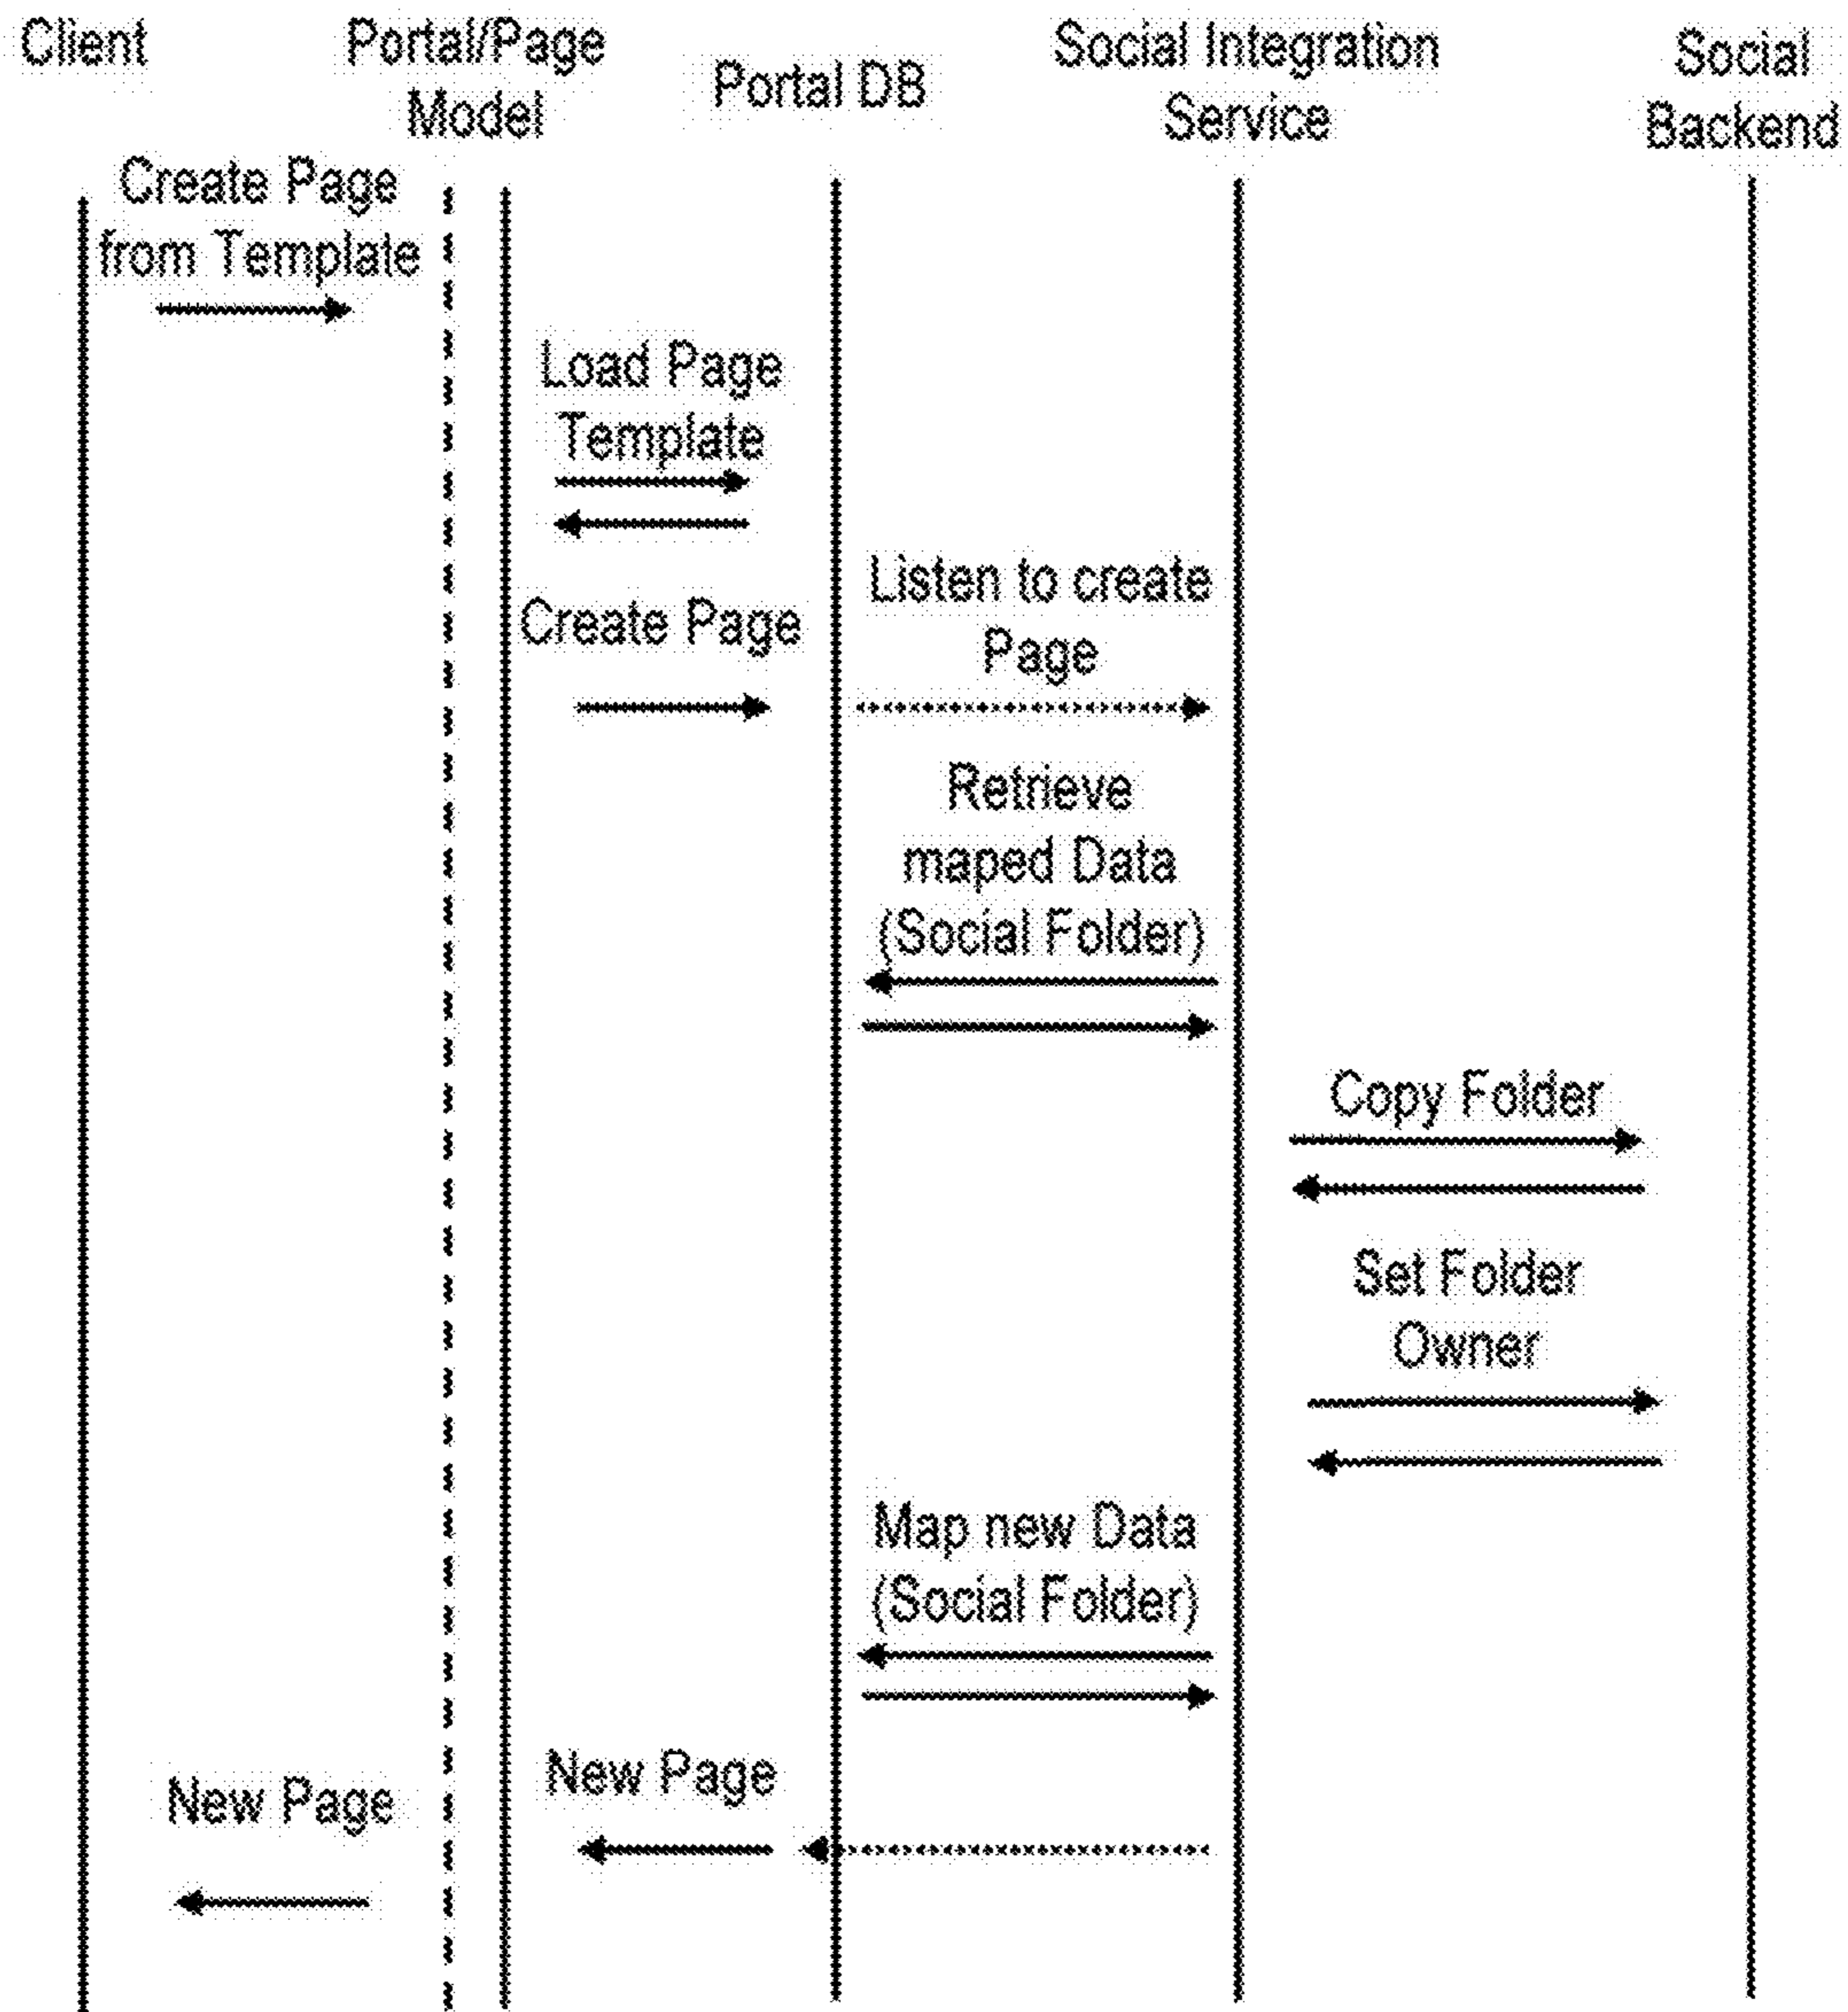 Client
Portal/Page
Model
Portal DB
Social Integration
Service
Social
Backend
Create Page
from Template
Load Page
Template
Create Page
Listen to create
Page
Retrieve
maped Data
(Social Folder)
Copy Folder
Set Folder
Owner
Map new Data
(Social Folder)
New Page
New Page